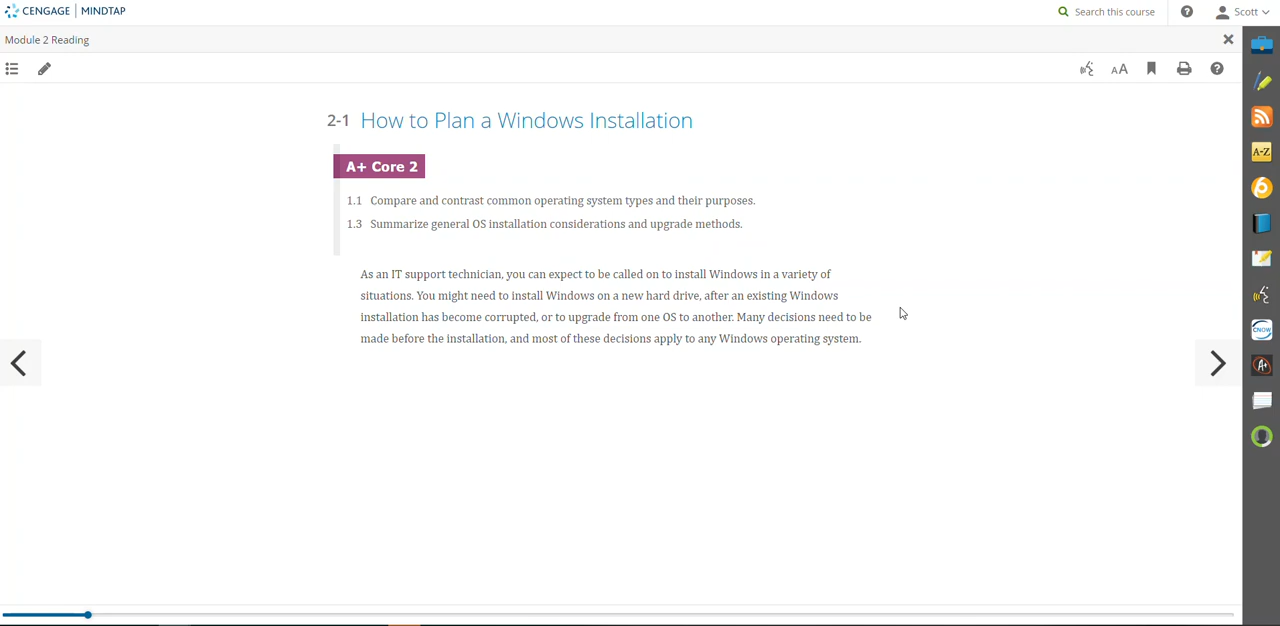 CENGAGE | MINDTAP
Search this course
Scott
Module 2 Reading
AA
2-1 How to Plan a Windows Installation
A+ Core 2
1.1 Compare and contrast common operating system types and their purposes.
1.3 Summarize general OS installation considerations and upgrade methods.
As an IT support technician, you can expect to be called on to install Windows in a variety of
situations. You might need to install Windows on a new hard drive, after an existing Windows
installation has become corrupted, or to upgrade from one OS to another. Many decisions need to be
made before the installation, and most of these decisions apply to any Windows operating system.
A-Z
CNOW
A+